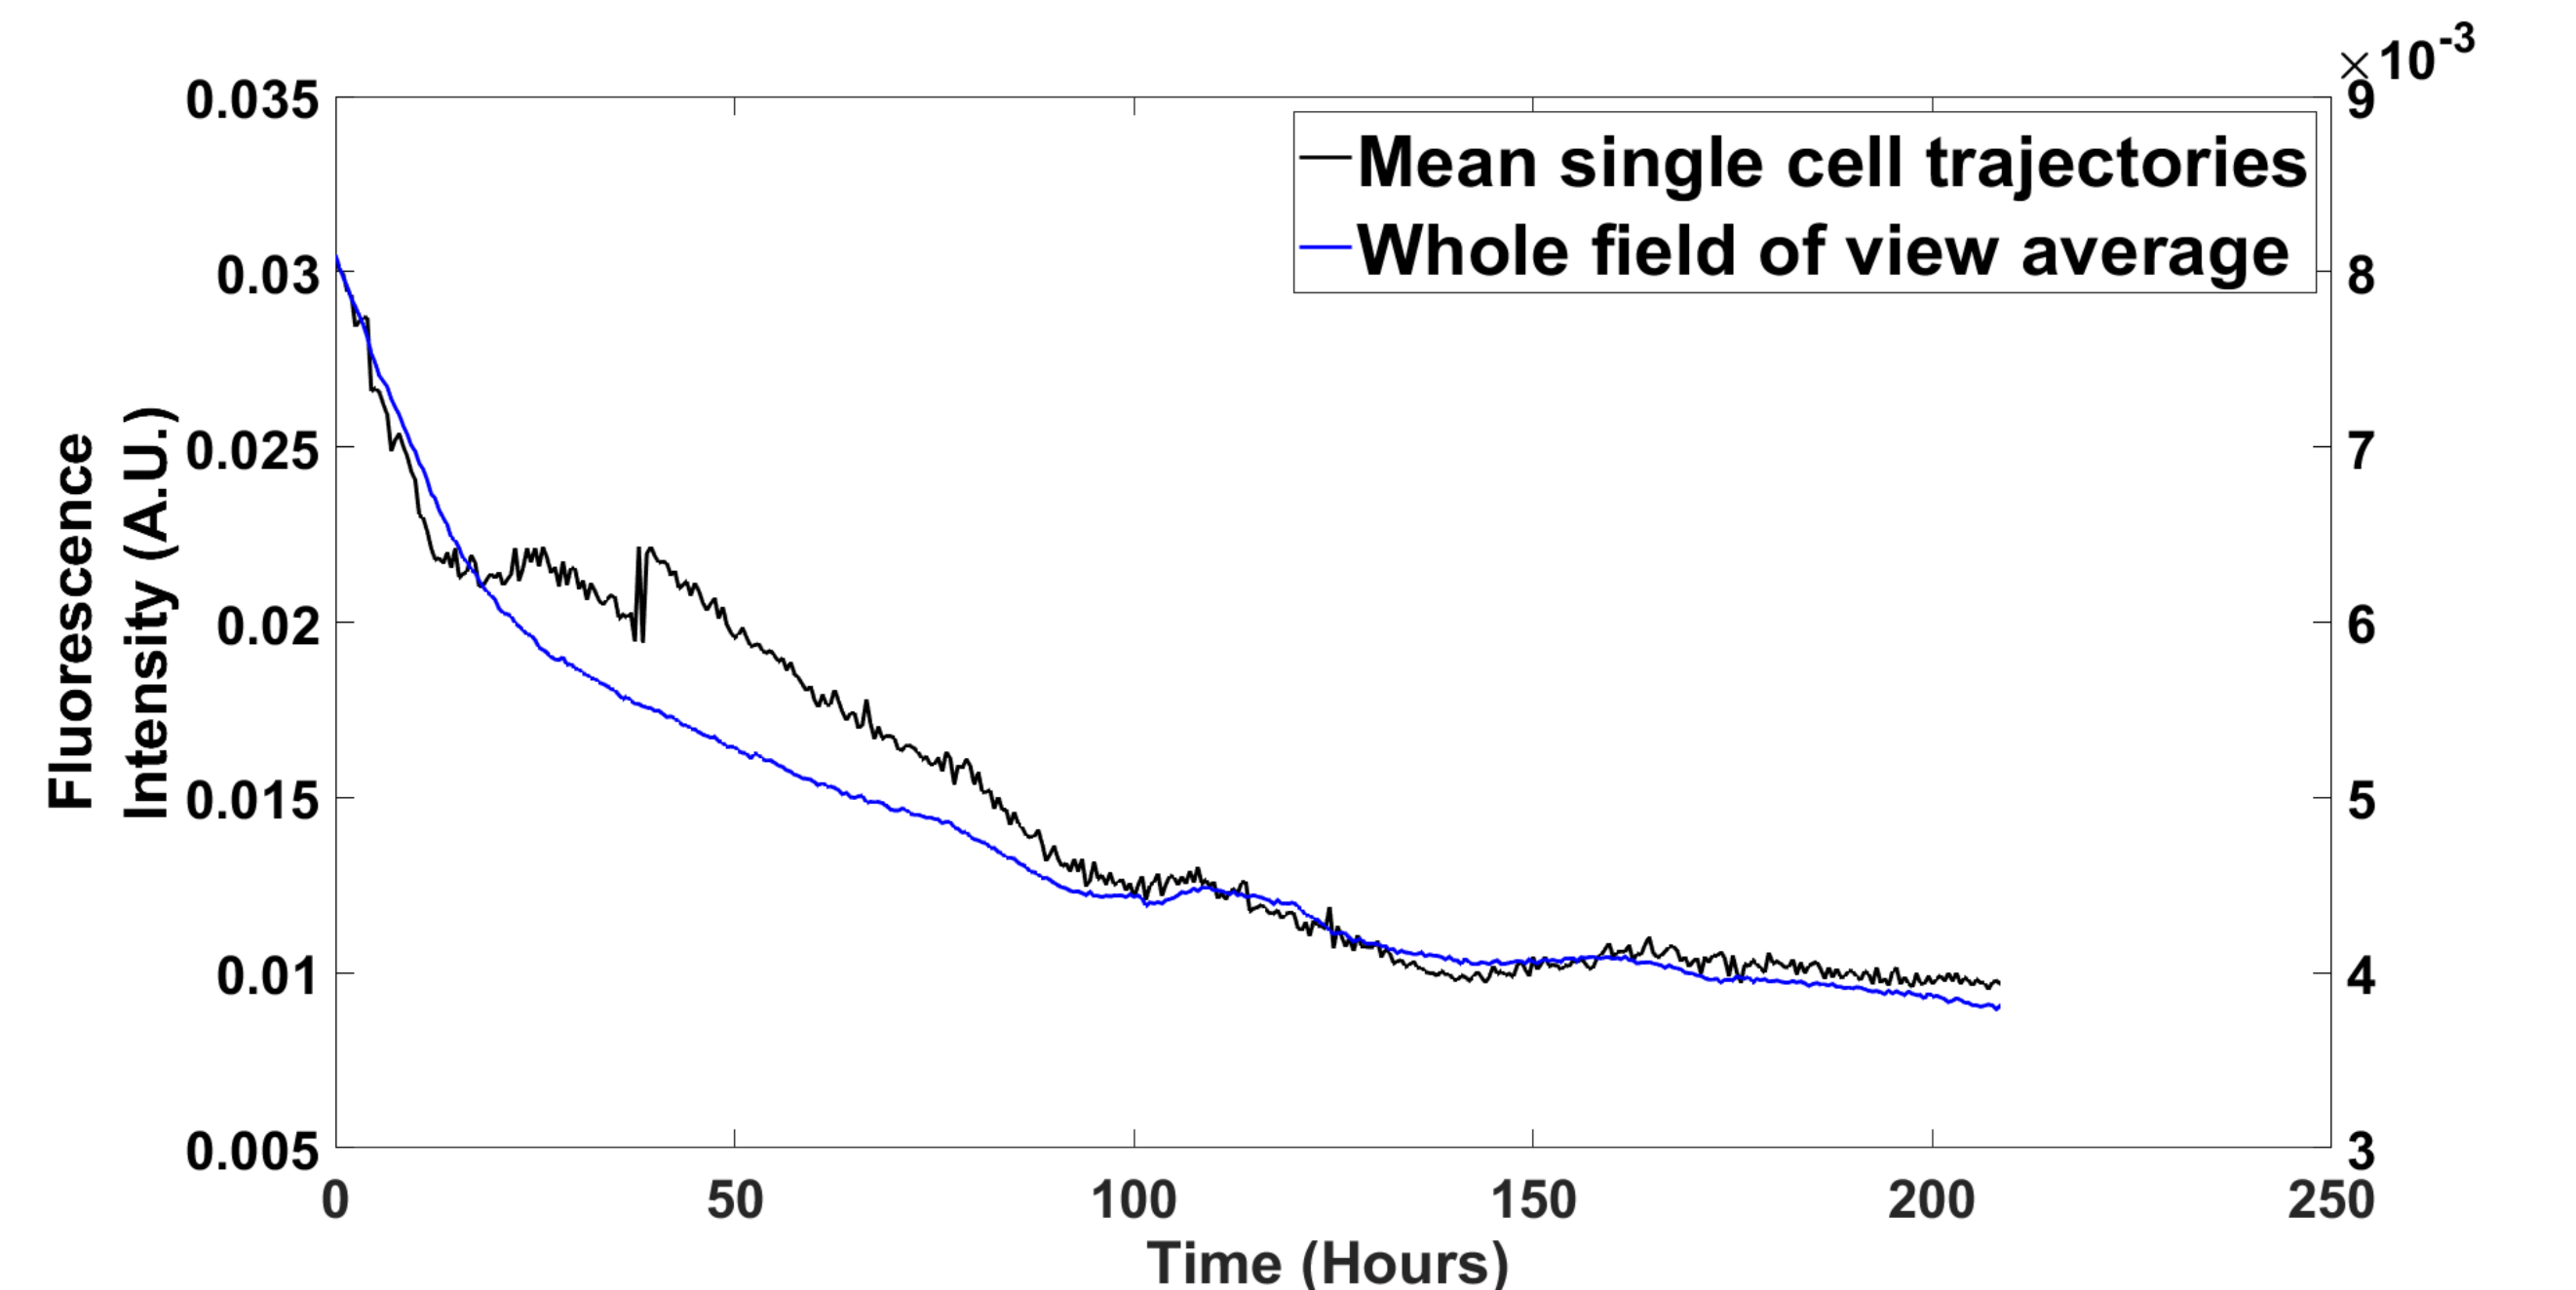 ×10-3
0.035
0.03
0.025
0.02
0.015
0.01
0.005
Fluorescence
Intensity (A.U.)
Mean single cell trajectories
Whole field of view average
9
8
7
6
5
4
3
0 50 100 150 200 250
Time (Hours)